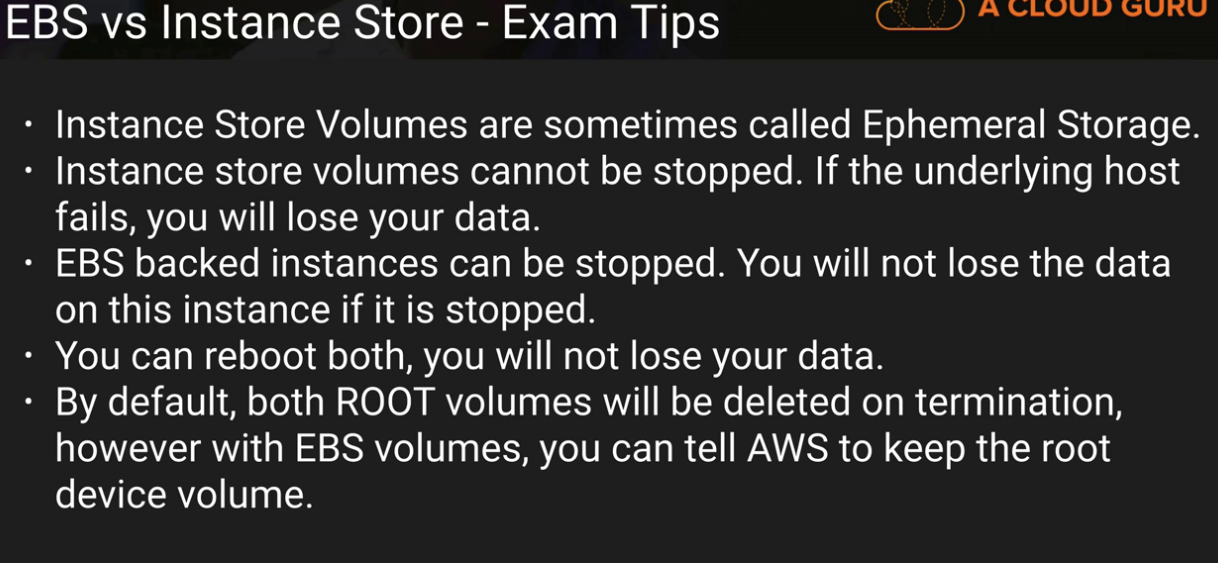 EBS vs Instance Store - Exam Tips
A CLOUD GURU
• Instance Store Volumes are sometimes called Ephemeral Storage.
• Instance store volumes cannot be stopped. If the underlying host
fails, you will lose your data.
• EBS backed instances can be stopped. You will not lose the data
on this instance if it is stopped.
• You can reboot both, you will not lose your data.
• By default, both ROOT volumes will be deleted on termination,
however with EBS volumes, you can tell AWS to keep the root
device volume.